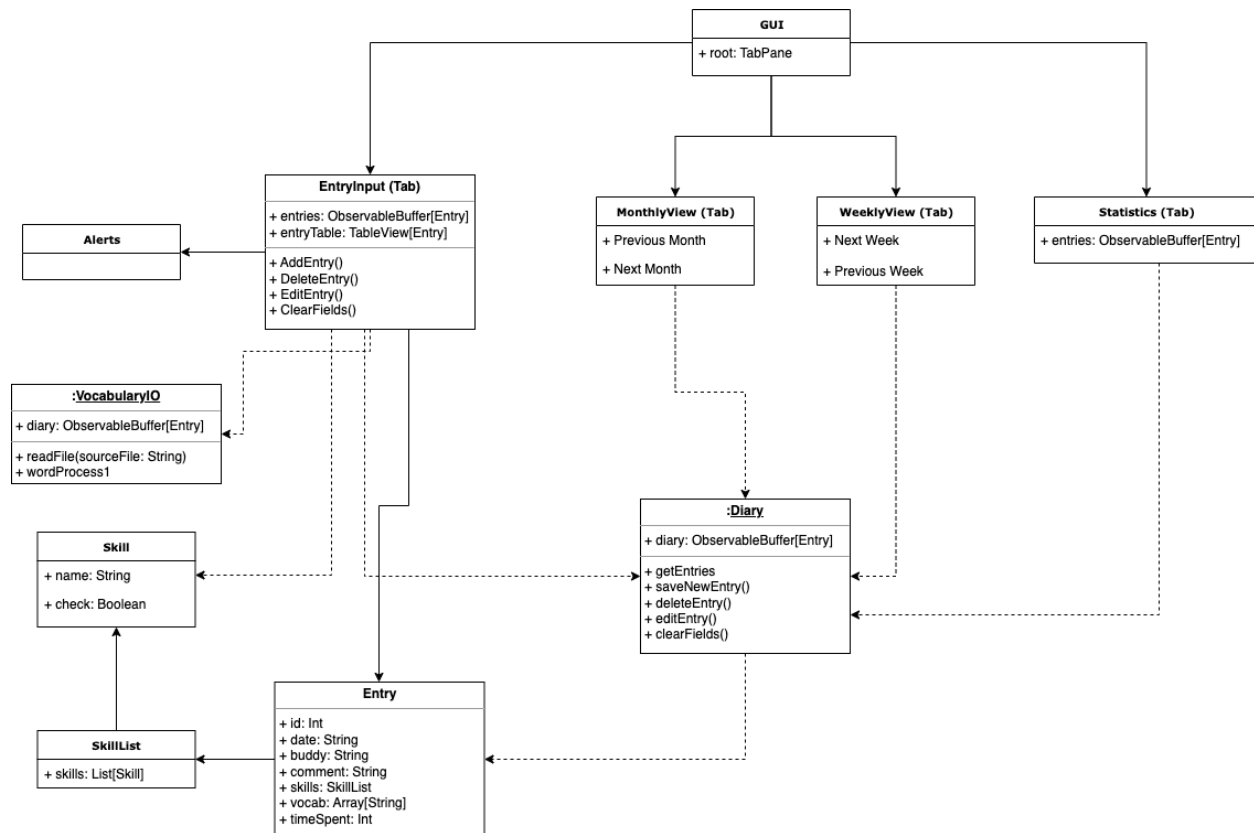 GUI
+ root: TabPane
EntryInput (Tab)
+ entries: ObservableBuffer[Entry]
+ entryTable: TableView[Entry]
+ AddEntry()
+ DeleteEntry()
+ EditEntry()
+ ClearFields()
MonthlyView (Tab)
+ Previous Month
+ Next Month
WeeklyView (Tab)
+ Next Week
+ Previous Week
Statistics (Tab)
+ entries: ObservableBuffer[Entry]
Alerts
:VocabularyIO
+ diary: ObservableBuffer[Entry]
+ readFile(sourceFile: String)
+ wordProcess1
:Diary
+ diary: ObservableBuffer[Entry]
+ getEntries
+ saveNewEntry()
+ deleteEntry()
+ editEntry()
+ clearFields()
Skill
+ name: String
+ check: Boolean
SkillList
+ skills: List[Skill]
Entry
+ id: Int
+ date: String
+ buddy: String
+ comment: String
+ skills: SkillList
+ vocab: Array[String]
+ timeSpent: Int